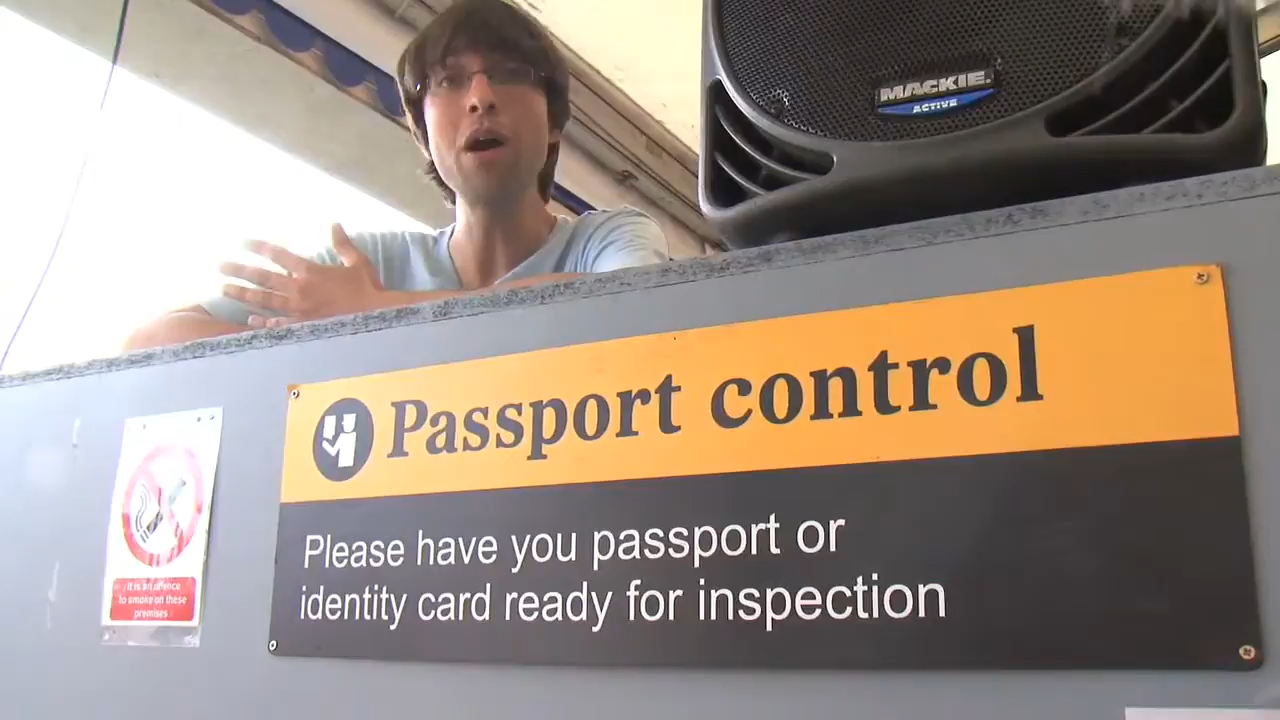 MACKIE.
ACTIVE
Passport control
Please have you passport or
identity card ready for inspection
It is an offence
to smoke on these
premises